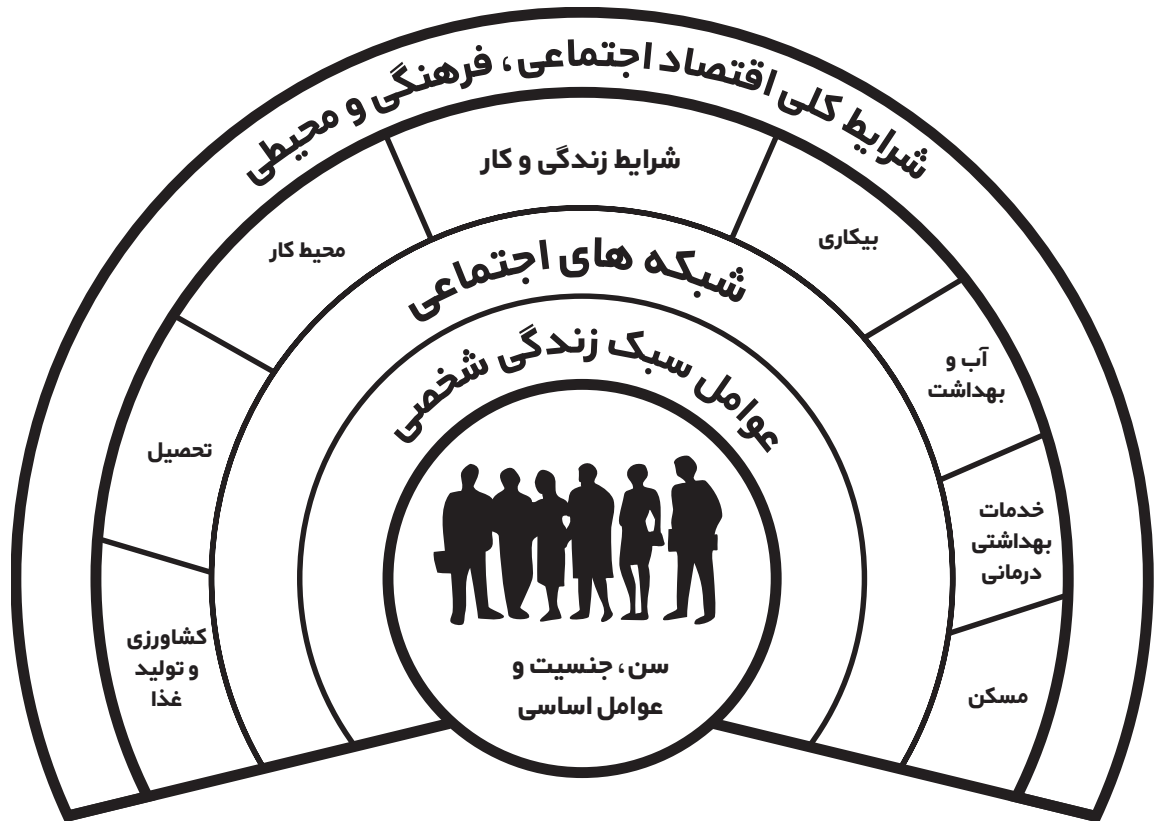 شرایط کلی اقتصاد اجتماعی، فرهنگی و محیطی
شرایط زندگی و کار
بیکاری
محیط کار
آب و
بهداشت
تحصیل
خدمات
بهداشتی
درمانی
کشاورزی
و تولید
غذا
مسکن
شبکه های اجتماعی
عوامل سبک زندگی شخصی
سن، جنسیت و
عوامل اساسی